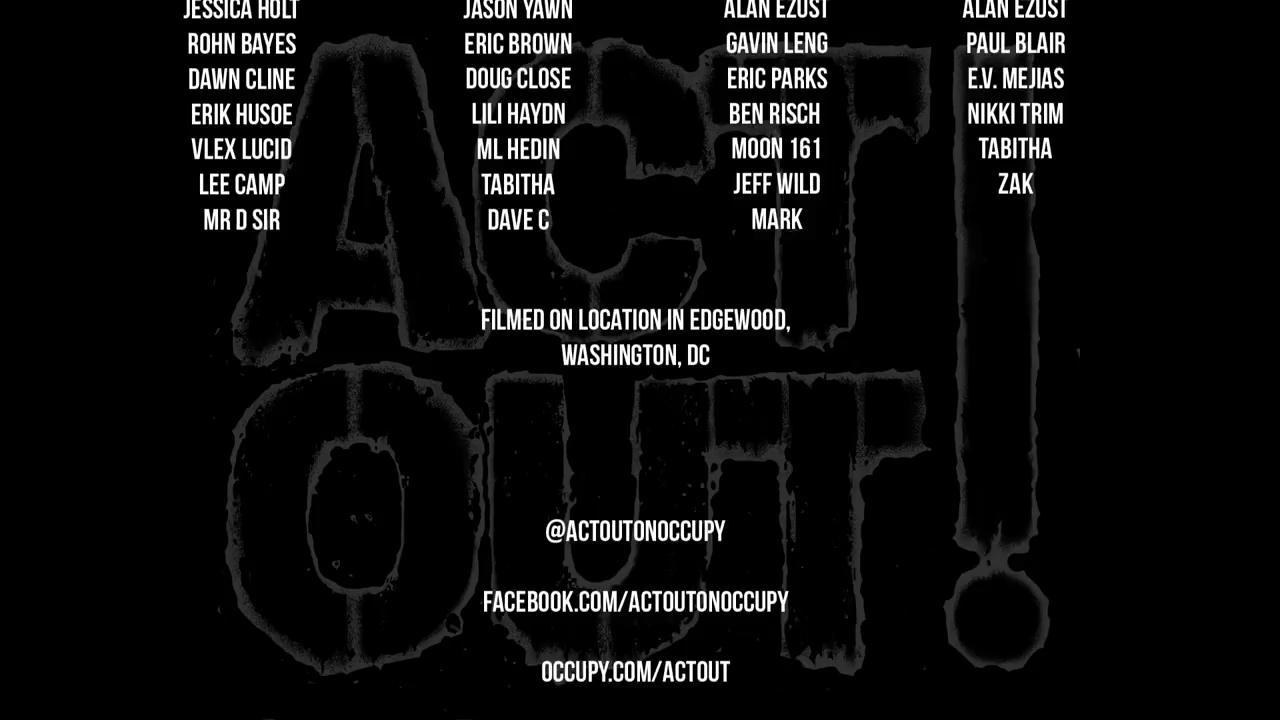 JESSICA HOLT JASON YAWN ALAN EZUST ALAN EZUST
ROHN BAYES ERIC BROWN GAVIN LENG PAUL BLAIR
DAWN CLINE DOUG CLOSE ERIC PARKS E.V. MEJIAS
ERIK HUSOE LILI HAYDN BEN RISCH NIKKI TRIM
VLEX LUCID ML HEDIN MOON 161 TABITHA
LEE CAMP TABITHA JEFF WILD ZAK
MR D SIR DAVE C MARK
FILMED ON LOCATION IN EDGEWOOD,
WASHINGTON, DC
@ACTOUTONOCCUPY
FACEBOOK.COM/ACTOUTONOCCUPY
OCCUPY.COM/ACTOUT
ACT
OUT!